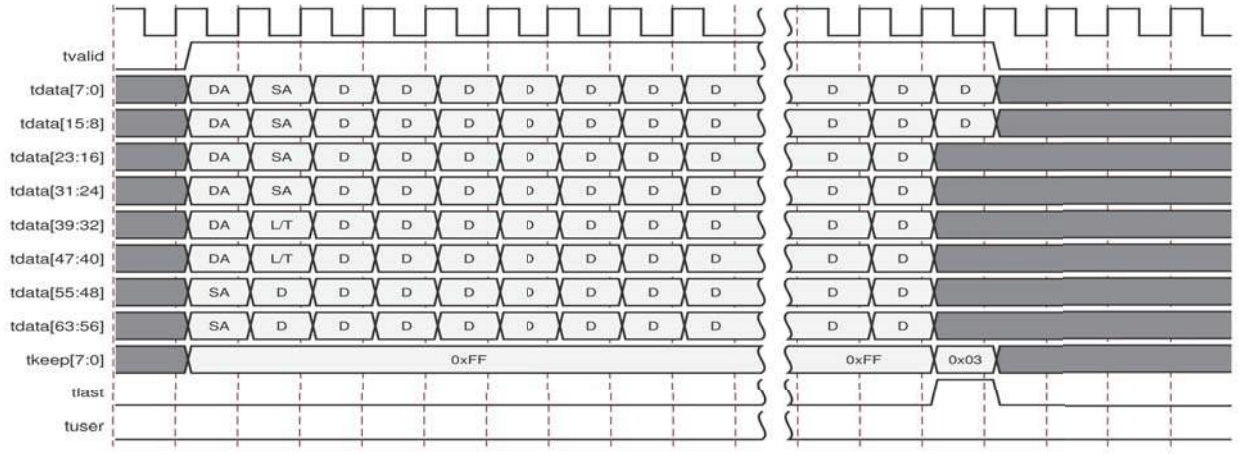 tvalid
tdata[7:0] DA SA D D D D D D D D D D
tdata[15:8] DA SA D D D D D D D D D D
tdata[23:16] DA SA D D D D D D D D D
tdata[31:24] DA SA D D D D D D D D D
tdata[39:32] DA L/T D D D D D D D D D
tdata[47:40] DA L/T D D D D D D D D D
tdata[55:48] SA D D D D D D D D D D
tdata[63:56] SA D D D D D D D D D D
tkeep[7:0] 0xFF 0xFF 0x03
tlast
tuser